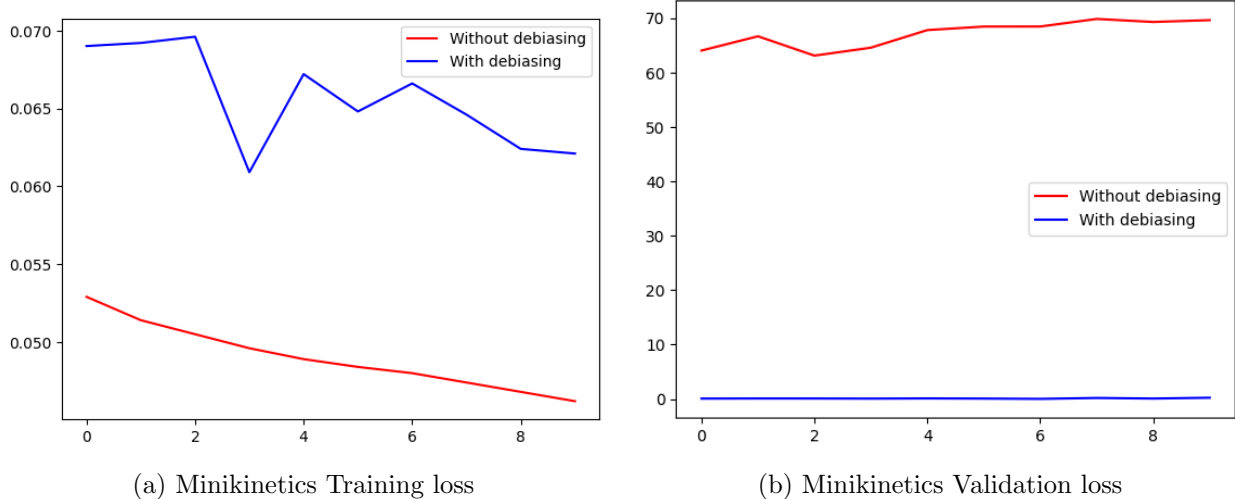 0.070
0.065
0.060
0.055
0.050
0 2 4 6 8
Without debiasing
With debiasing
(a) Minikinetics Training loss
70
60
50
40
30
20
10
0
0 2 4 6 8
Without debiasing
With debiasing
(b) Minikinetics Validation loss